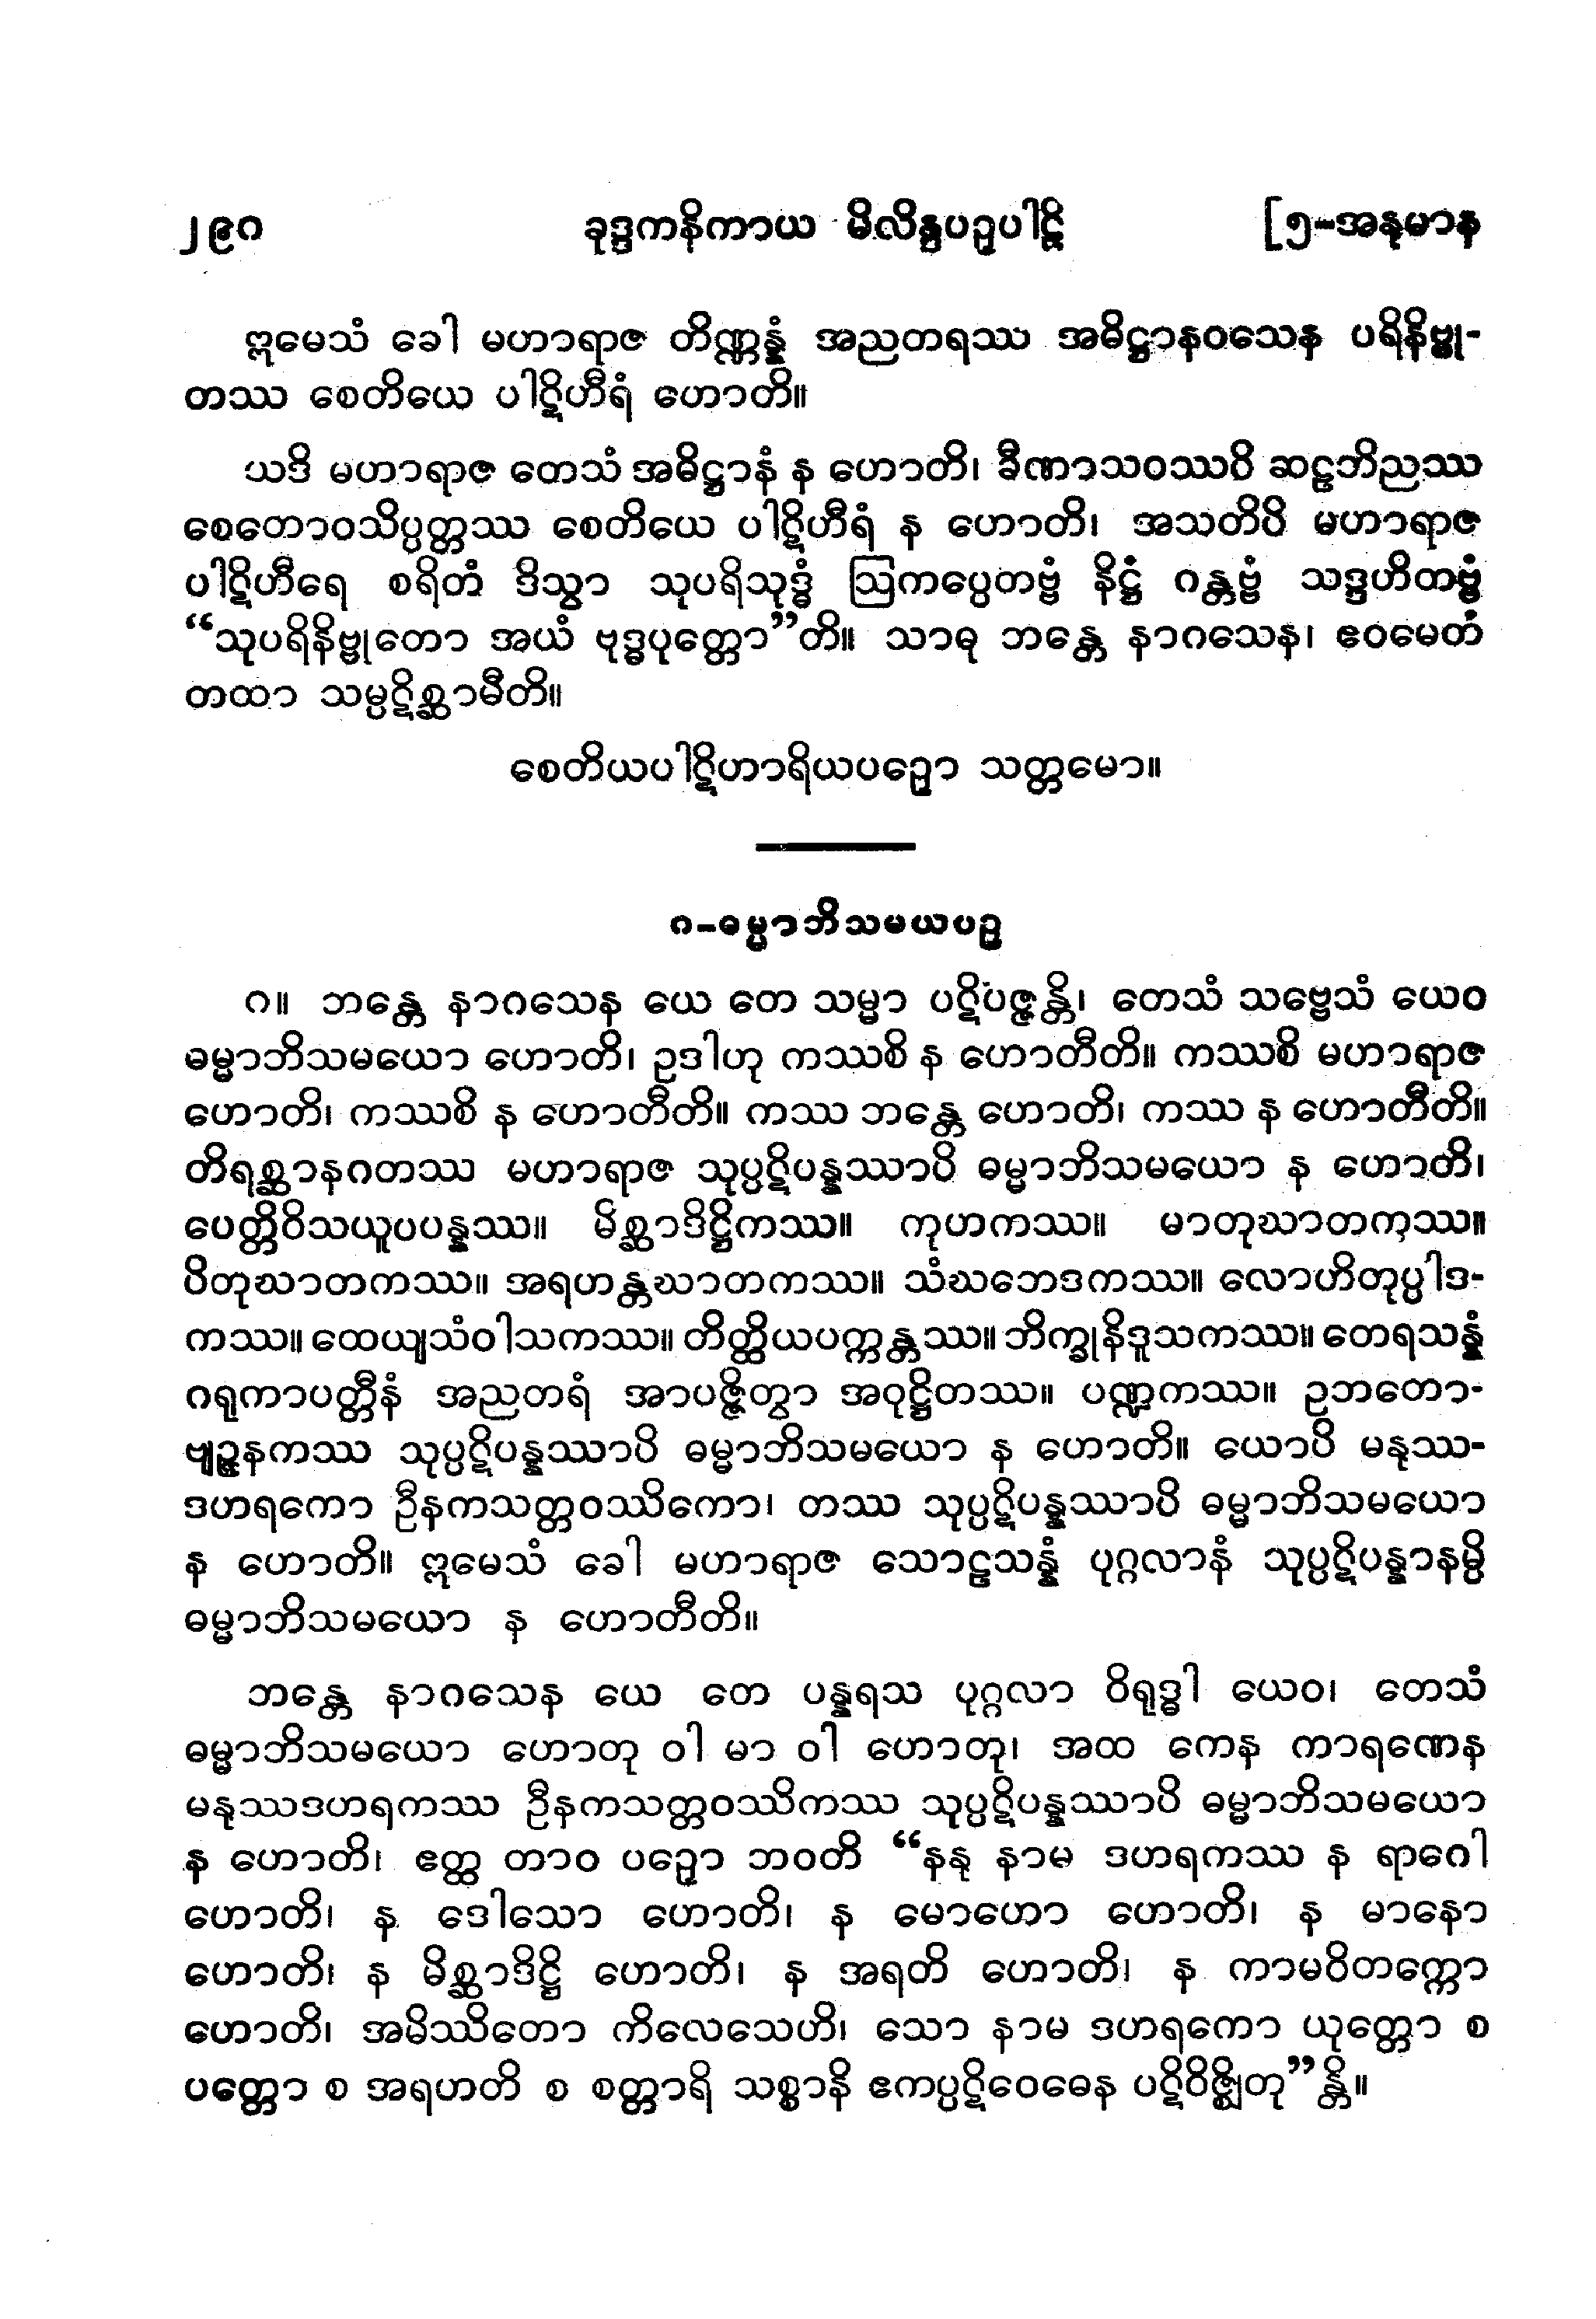 ၂၉ဂ ခုဒ္ဒကနိကာယ မိလိန္ဒပဉှပါဠိ [၅-အနုမာန
ဣမေသံ ခေါ မဟာရာဇ တိဏ္ဏန္နံ အညတရဿ အဓိဋ္ဌာနဝသေန ပရိနိဗ္ဗု-
တဿ စေတိယေ ပါဋိဟီရံ ဟောတိ။
ယဒိ မဟာရာဇ တေသံ အဓိဋ္ဌာနံ န ဟောတိ၊ ခီဏာသဝဿပိ ဆဠဘိညဿ
စေတောဝသိပ္ပတ္တဿ စေတိယေ ပါဋိဟီရံ န ဟောတိ၊ အသတိပိ မဟာရာဇ
ပါဋိဟီရေ စရိတံ ဒိသွာ သုပရိသုဒ္ဓံ ဩကပ္ပေတဗ္ဗံ နိဋ္ဌံ ဂန္တဗ္ဗံ သဒ္ဒဟိတဗ္ဗံ
“သုပရိနိဗ္ဗုတော အယံ ဗုဒ္ဓပုတ္တော”တိ။ သာဓု ဘန္တေ နာဂသေန၊ ဧဝမေတံ
တထာ သမ္ပဋိစ္ဆာမီတိ။
စေတိယပါဋိဟာရိယပဉှော သတ္တမော။
ဂ-ဓမ္မာဘိသမယပဉှ
ဂ။ ဘန္တေ နာဂသေန ယေ တေ သမ္မာ ပဋိပဇ္ဇန္တိ၊ တေသံ သဗ္ဗေသံ ယေဝ
ဓမ္မာဘိသမယော ဟောတိ၊ ဥဒါဟု ကဿစိ န ဟောတီတိ။ ကဿစိ မဟာရာဇ
ဟောတိ၊ ကဿစိ န ဟောတီတိ။ ကဿ ဘန္တေ ဟောတိ၊ ကဿ န ဟောတီတိ။
တိရစ္ဆာနဂတဿ မဟာရာဇ သုပ္ပဋိပန္နဿာပိ ဓမ္မာဘိသမယော န ဟောတိ၊
ပေတ္တိဝိသယူပပန္နဿ။ မိစ္ဆာဒိဋ္ဌိကဿ။ ကုဟကဿ။ မာတုဃာတကဿ။
ပိတုဃာတကဿ။ အရဟန္တဃာတကဿ။ သံဃဘေဒကဿ။ လောဟိတုပ္ပါဒ-
ကဿ။ ထေယျသံဝါသကဿ။ တိတ္ထိယပက္ကန္တဿ။ ဘိက္ခုနိဒူသကဿ။ တေရသန္နံ
ဂရုကာပတ္တီနံ အညတရံ အာပဇ္ဇိတွာ အဝုဋ္ဌိတဿ။ ပဏ္ဍကဿ။ ဥဘတော-
ဗျဉ္ဇနကဿ သုပ္ပဋိပန္နဿာပိ ဓမ္မာဘိသမယော န ဟောတိ။ ယောပိ မနုဿ-
ဒဟရကော ဦနကသတ္တဝဿိကော၊ တဿ သုပ္ပဋိပန္နဿာပိ ဓမ္မာဘိသမယော
န ဟောတိ။ ဣမေသံ ခေါ မဟာရာဇ သောဠသန္နံ ပုဂ္ဂလာနံ သုပ္ပဋိပန္နာနမ္ပိ
ဓမ္မာဘိသမယော န ဟောတီတိ။
ဘန္တေ နာဂသေန ယေ တေ ပန္နရသ ပုဂ္ဂလာ ဝိရုဒ္ဓါ ယေဝ၊ တေသံ
ဓမ္မာဘိသမယော ဟောတု ဝါ မာ ဝါ ဟောတု၊ အထ ကေန ကာရဏေန
မနုဿဒဟရကဿ ဦနကသတ္တဝဿိကဿ သုပ္ပဋိပန္နဿာပိ ဓမ္မာဘိသမယော
န ဟောတိ၊ ဧတ္ထ တာဝ ပဉှော ဘဝတိ “နနု နာမ ဒဟရကဿ န ရာဂေါ
ဟောတိ၊ န ဒေါသော ဟောတိ၊ န မောဟော ဟောတိ၊ န မာနော
ဟောတိ၊ န မိစ္ဆာဒိဋ္ဌိ ဟောတိ၊ န အရတိ ဟောတိ၊ န ကာမဝိတက္ကော
ဟောတိ၊ အမိဿိတော ကိလေသေဟိ၊ သော နာမ ဒဟရကော ယုတ္တော စ
ပတ္တော စ အရဟတိ စ စတ္တာရိ သစ္စာနိ ဧကပ္ပဋိဝေဓေန ပဋိဝိဇ္ဈိတု”န္တိ။